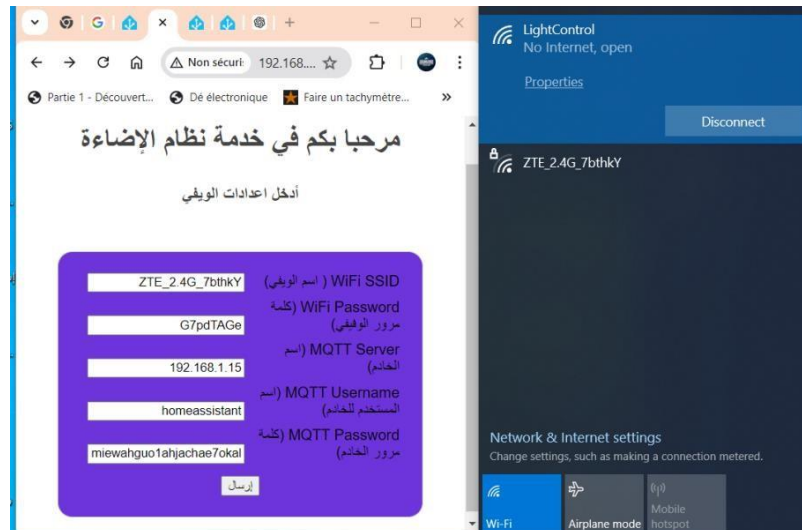 Non sécuri 192.168....
Partie 1 - Découvert... Dé électronique Faire un tachymètre... »
مرحبا بكم في خدمة نظام الإضاءة
أدخل اعدادات الويفي
WiFi SSID ( اسم الويفي)
ZTE_2.4G_7bthkY
WiFi Password (كلمة
مرور الوفيفي)
G7pdTAGe
MQTT Server (اسم
الخادم)
192.168.1.15
MQTT Username (اسم
المستخدم للخادم)
homeassistant
MQTT Password (كلمة
مرور الخادم)
miewahguo1ahjachae7okal
إرسال
LightControl
No Internet, open
Properties
Disconnect
ZTE_2.4G_7bthkY
Network & Internet settings
Change settings, such as making a connection metered.
Wi-Fi
Airplane mode
Mobile
hotspot